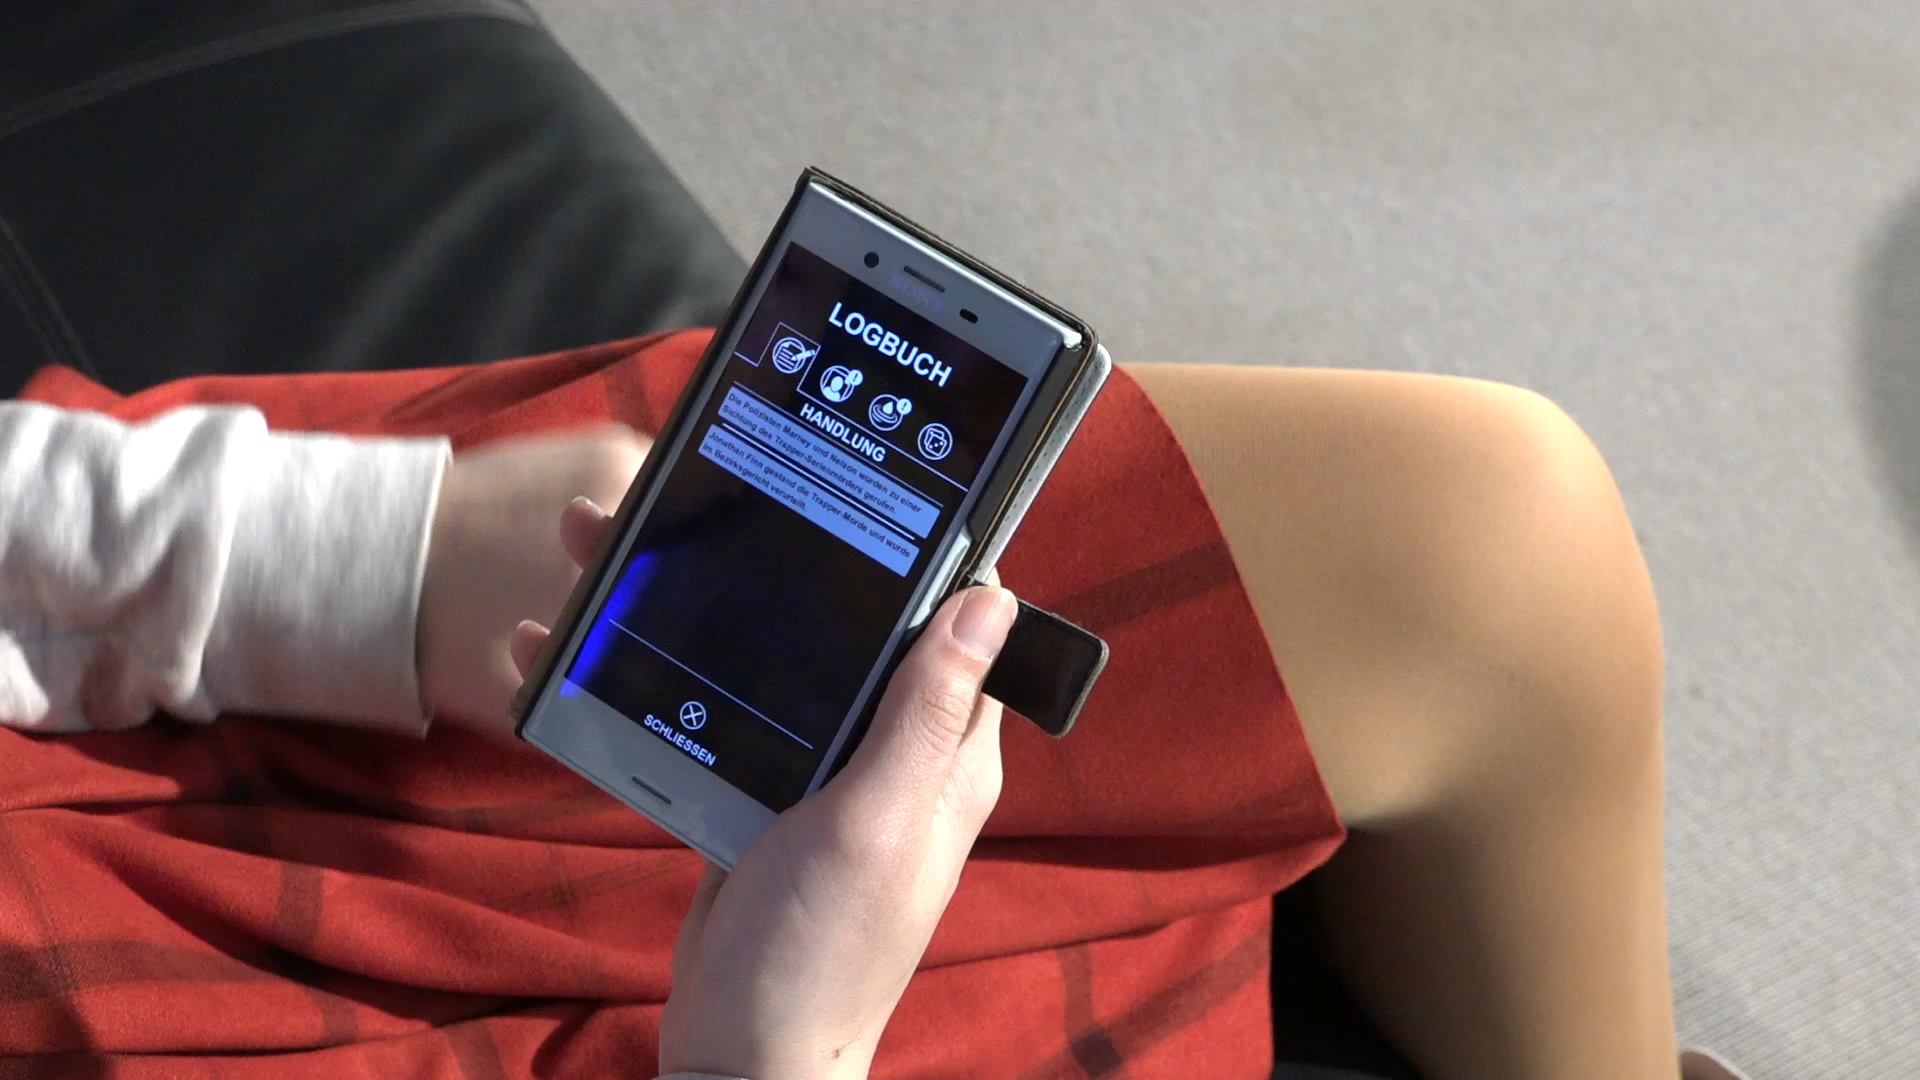 SONY
LOGBUCH
HANDLUNG
Die Polizisten Marney und Nelson wurden zu einer
Sichtung des Trapper-Serienmörders gerufen.
Jonathan Finn gestand die Trapper-Morde und wurde
im Bezirksgericht verurteilt.
SCHLIESSEN